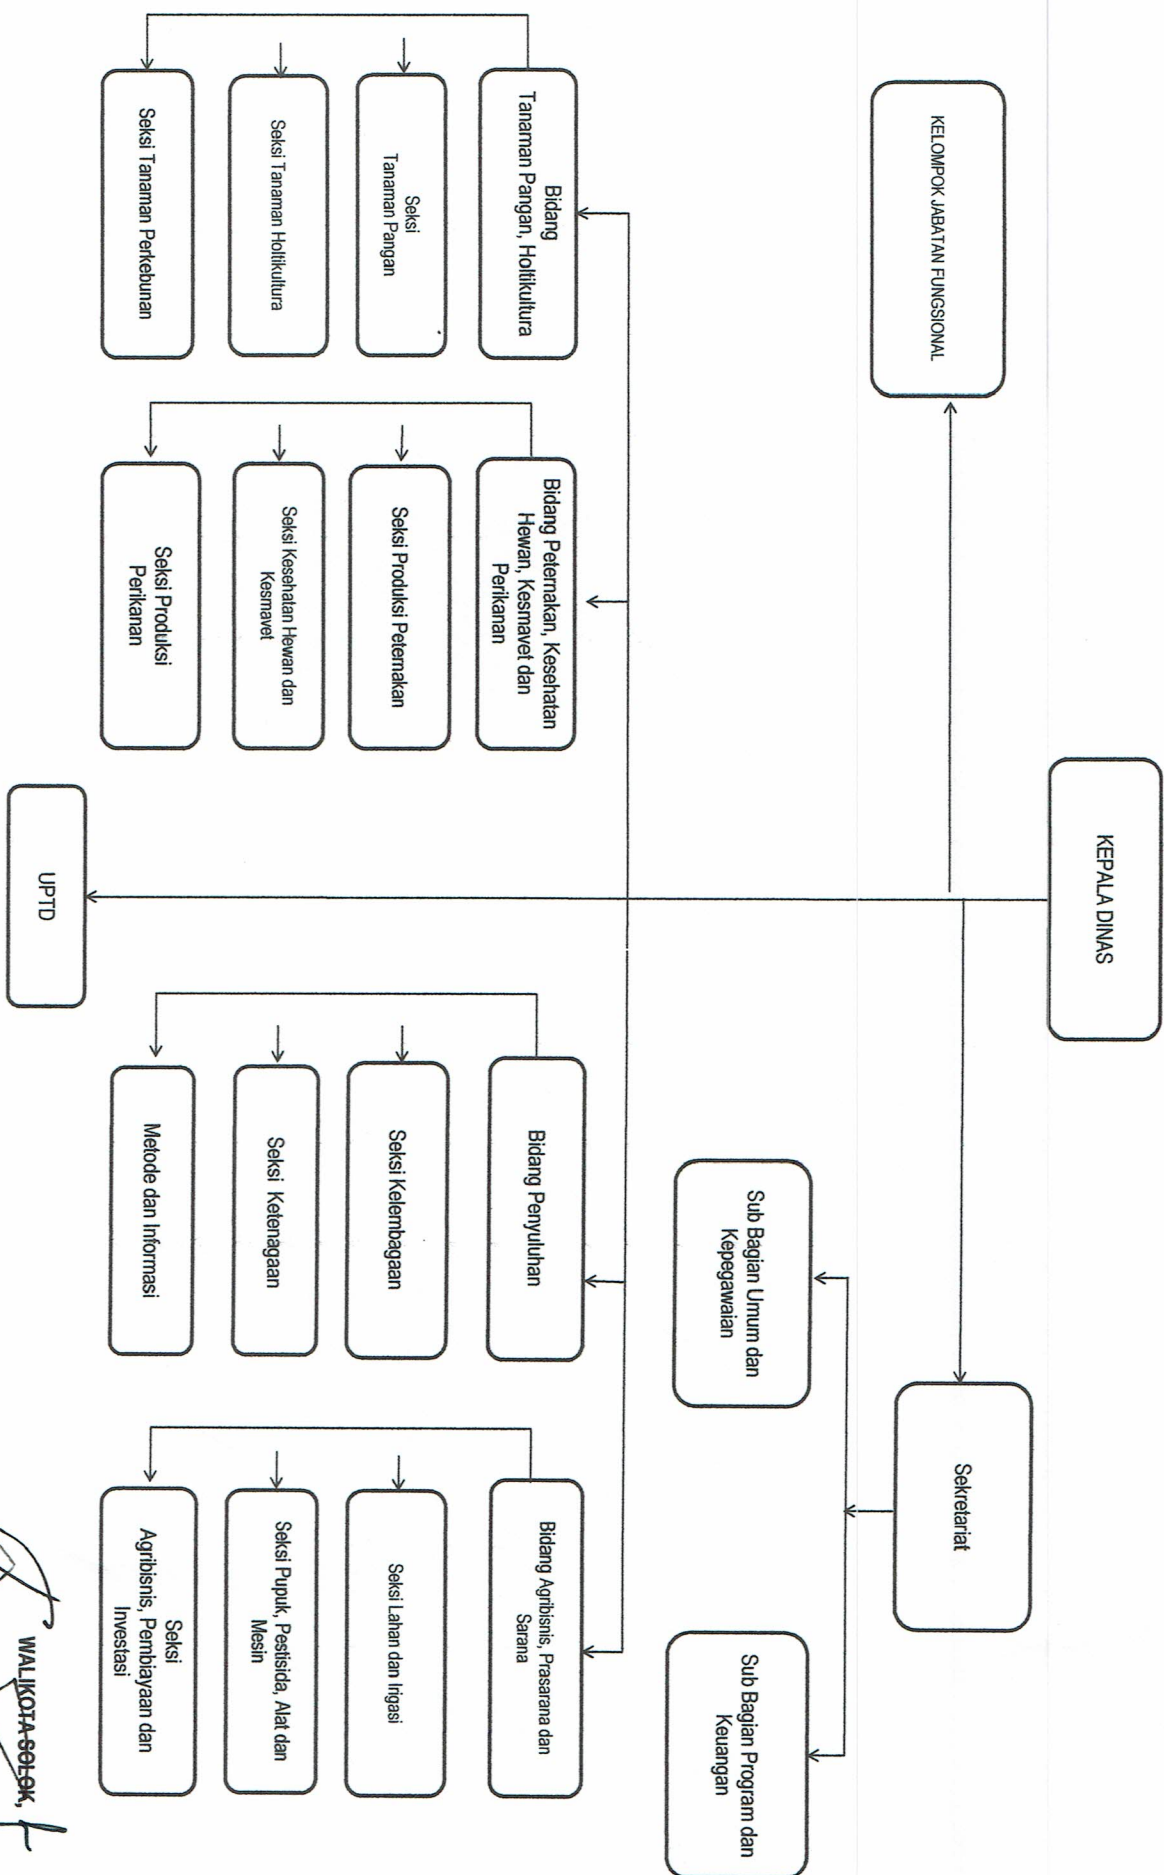 KEPALA DINAS
KELOMPOK JABATAN FUNGSIONAL
Sekretariat
Sub Bagian Umum dan
Kepegawaian
Sub Bagian Program dan
Keuangan
Bidang
Tanaman Pangan, Holtikultura
Seksi
Tanaman Pangan
Seksi Tanaman Holtikultura
Seksi Tanaman Perkebunan
Bidang Peternakan, Kesehatan
Hewan, Kesmavet dan
Perikanan
Seksi Produksi Peternakan
Seksi Kesehatan Hewan dan
Kesmavet
Seksi Produksi
Perikanan
Bidang Penyuluhan
Seksi Kelembagaan
Seksi Ketenagaan
Metode dan Informasi
Bidang Agribisnis, Prasarana dan
Sarana
Seksi Lahan dan Irigasi
Seksi Pupuk, Pestisida, Alat dan
Mesin
Seksi
Agribisnis, Pembiayaan dan
Investasi
UPTD
WALIKOTA SOLOK,